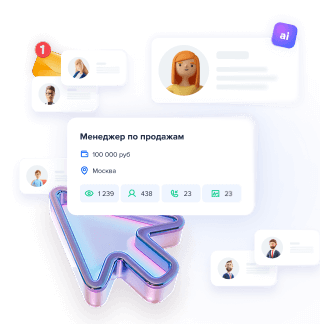 1
ai
Менеджер по продажам
100 000 руб
Москва
1 239 438 23 23